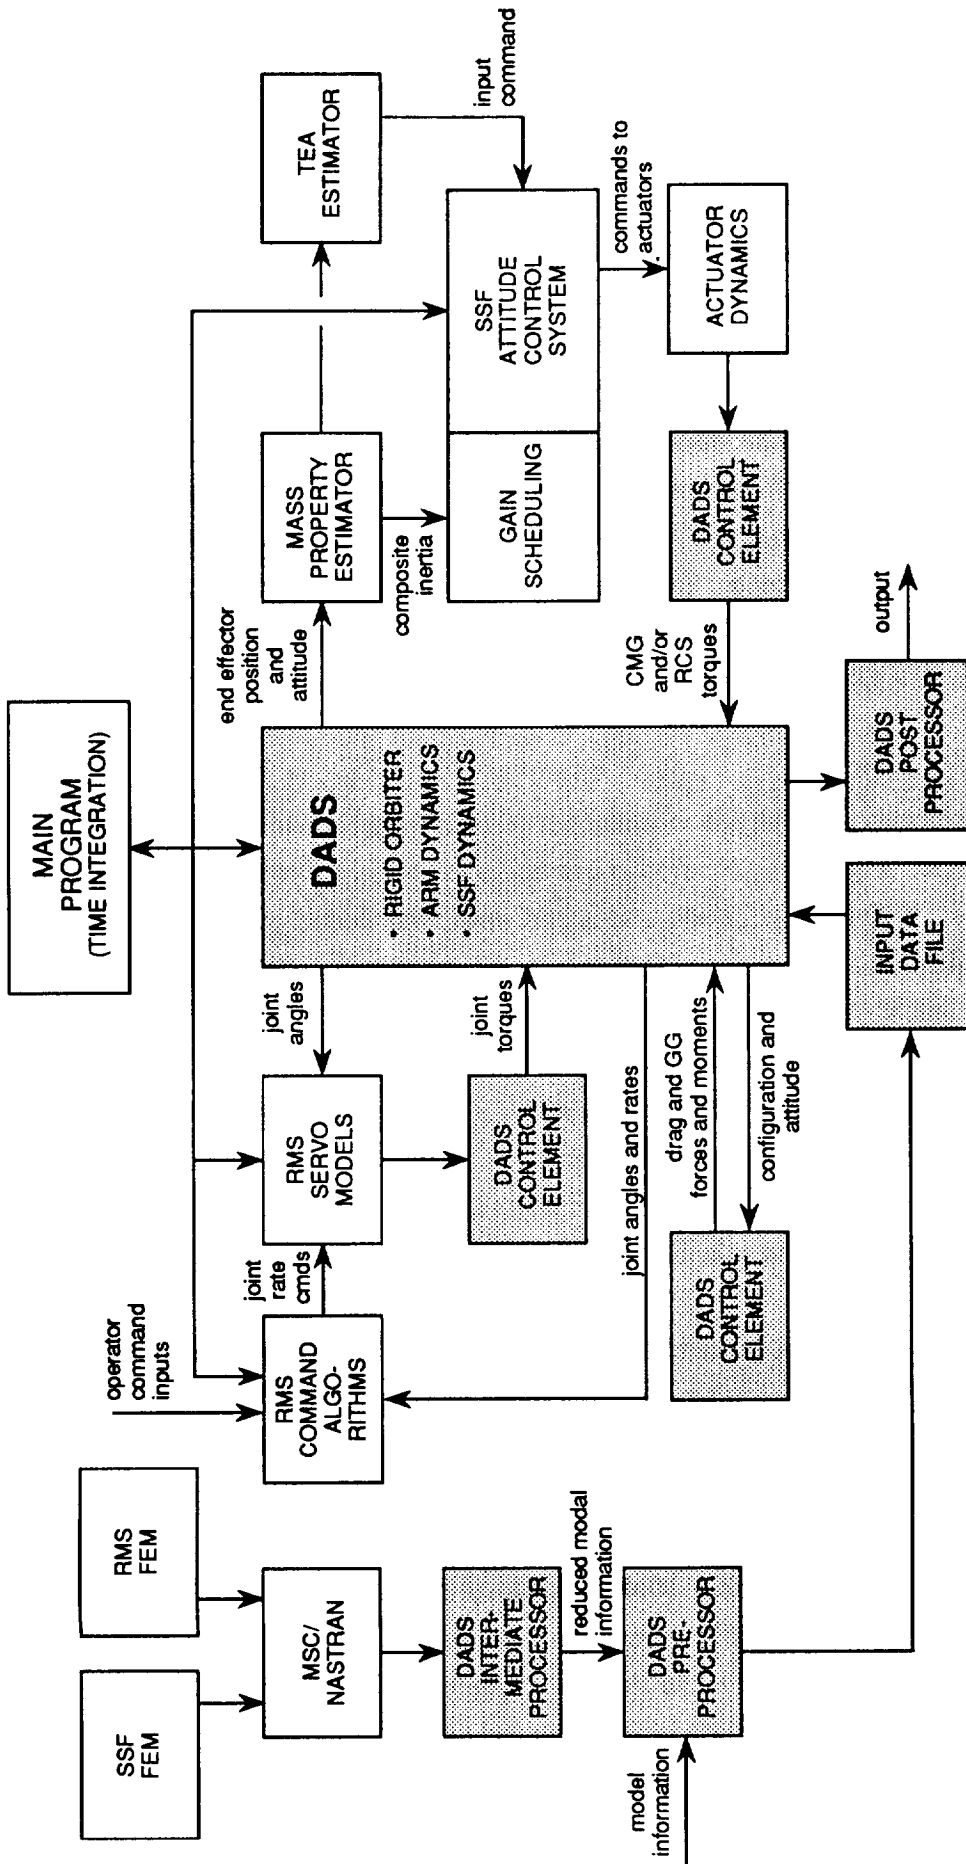 SSF
FEM
RMS
FEM
MSC/
NASTRAN
DADS
INTER-
MEDIATE
PROCESSOR
reduced modal
information
model
information
DADS
PRE-
PROCESSOR
operator
command
inputs
RMS
COMMAND
ALGO-
RITHMS
joint
rate
cmds
RMS
SERVO
MODELS
joint
angles
DADS
CONTROL
ELEMENT
joint
torques
joint angles and rates
DADS
CONTROL
ELEMENT
drag and GG
forces and moments
configuration and
attitude
INPUT
DATA
FILE
MAIN
PROGRAM
(TIME INTEGRATION)
DADS
• RIGID ORBITER
• ARM DYNAMICS
• SSF DYNAMICS
DADS
POST
PROCESSOR
output
end effector
position
and
attitude
MASS
PROPERTY
ESTIMATOR
composite
inertia
TEA
ESTIMATOR
input
command
GAIN
SCHEDULING
SSF
ATTITUDE
CONTROL
SYSTEM
commands to
actuators
ACTUATOR
DYNAMICS
DADS
CONTROL
ELEMENT
CMG
and/or
RCS
torques